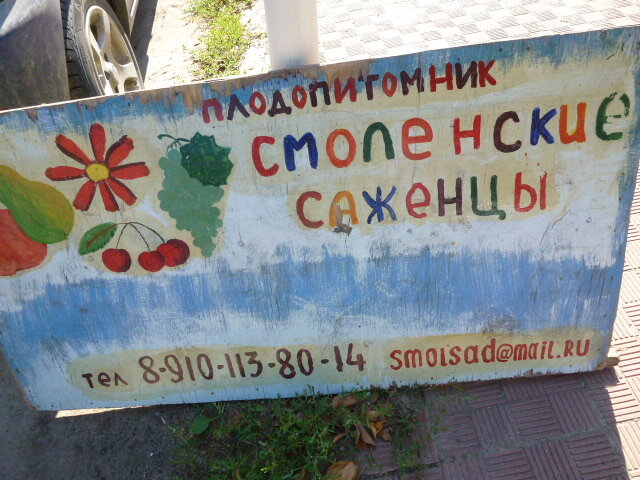 плодопитомник
смоленские
саженцы
тел 8-910-113-80-14 smolsad@mail.ru